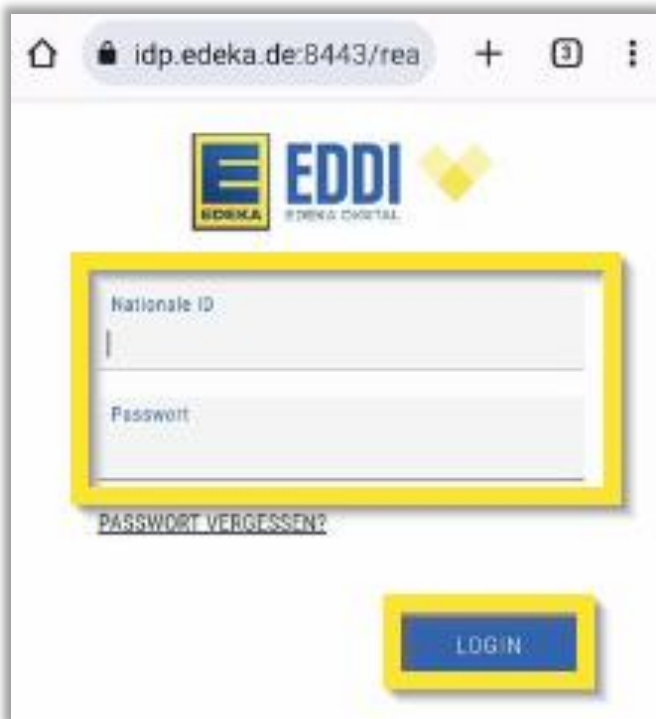 idp.edeka.de:8443/rea
3
EDDI
EDEKA
EDEKA DIGITAL
Nationale ID
Passwort
PASSWORT VERGESSEN?
LOGIN